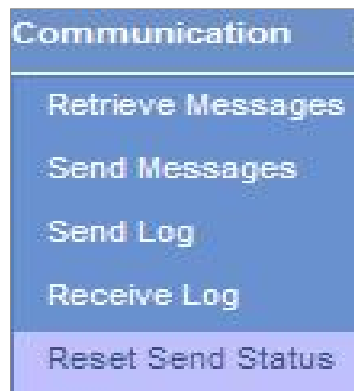 Communication
Retrieve Messages
Send Messages
Send Log
Receive Log
Reset Send Status